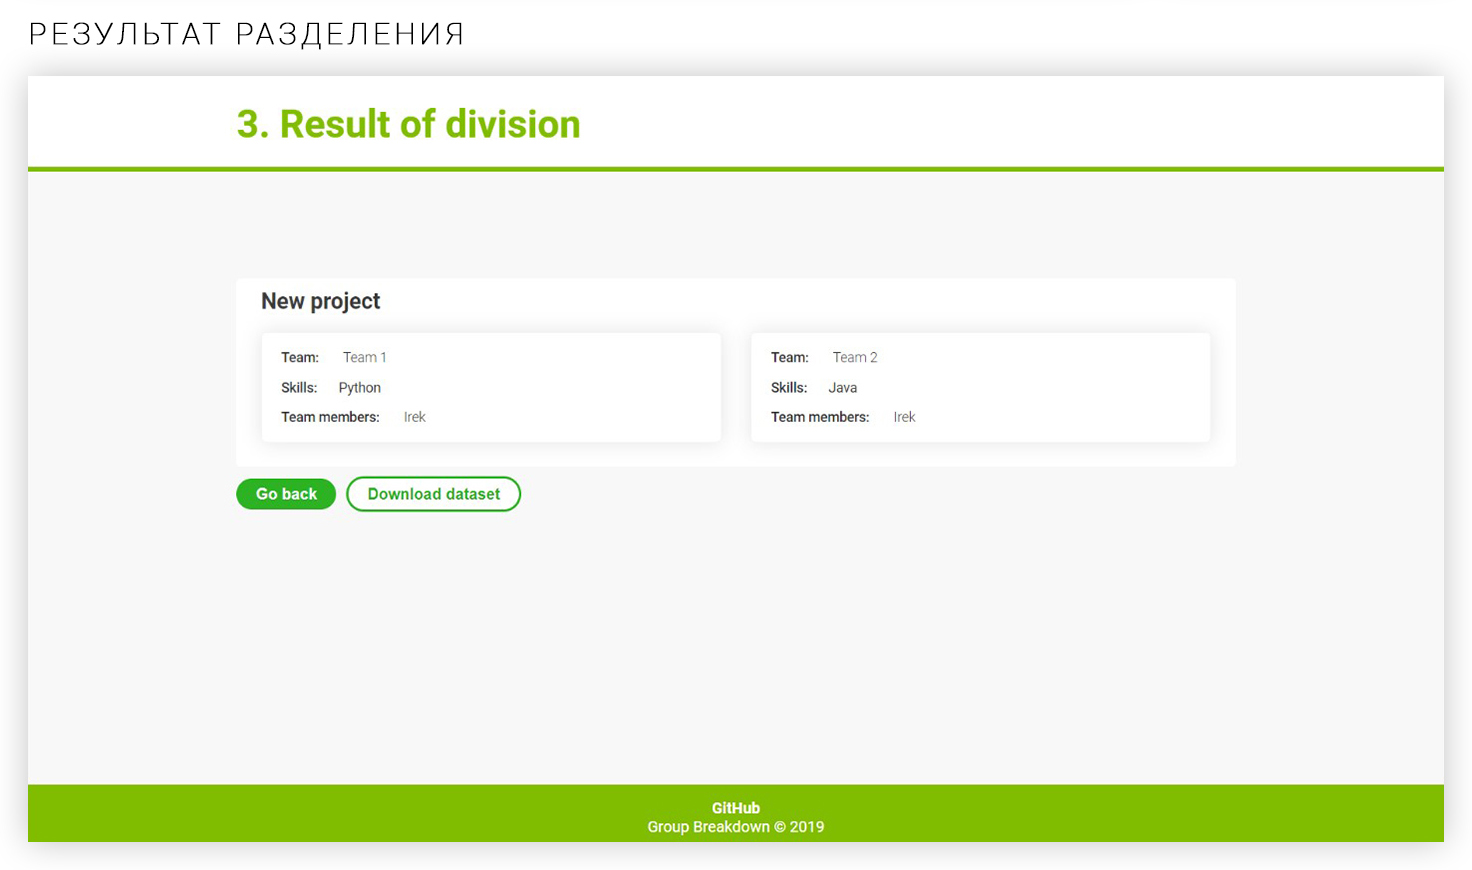 РЕЗУЛЬТАТ РАЗДЕЛЕНИЯ
3. Result of division
New project
Team: Team 1
Skills: Python
Team members: Irek
Team: Team 2
Skills: Java
Team members: Irek
Go back
Download dataset
GitHub
Group Breakdown © 2019